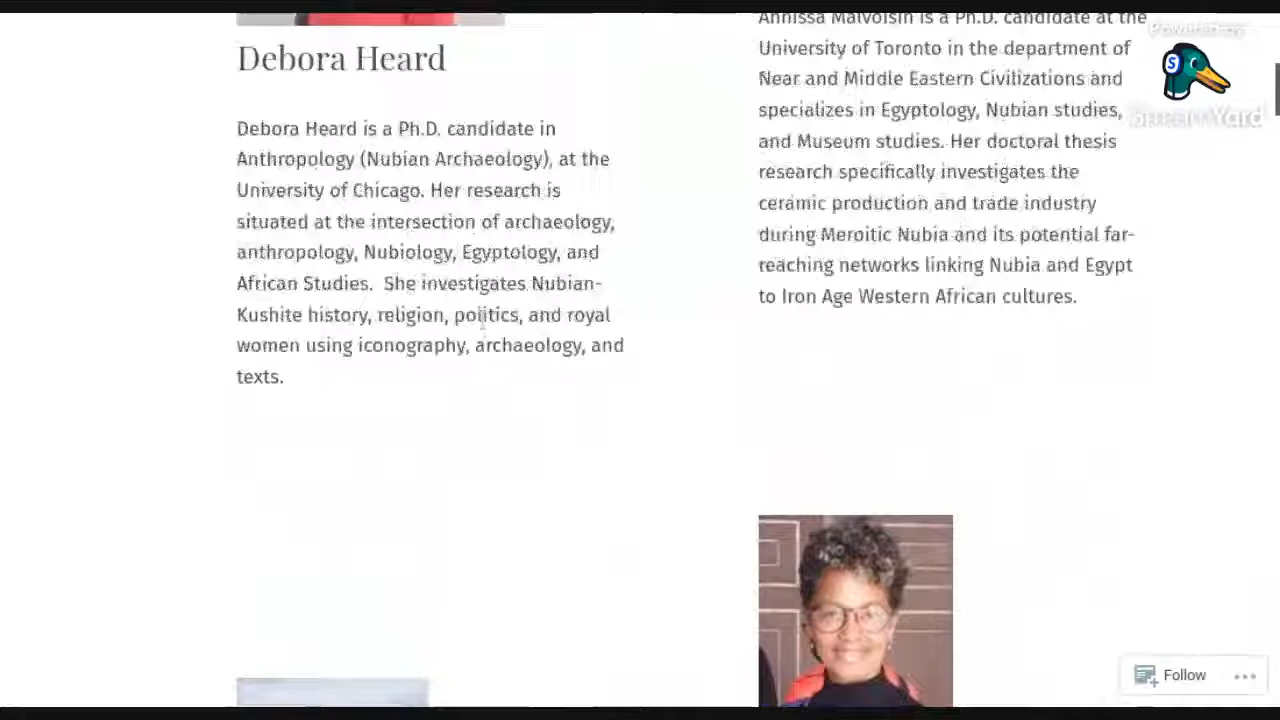 Debora Heard
Debora Heard is a Ph.D. candidate in
Anthropology (Nubian Archaeology), at the
University of Chicago. Her research is
situated at the intersection of archaeology,
anthropology, Nubiology, Egyptology, and
African Studies.  She investigates Nubian-
Kushite history, religion, politics, and royal
women using iconography, archaeology, and
texts.
Annissa Malvoisin is a Ph.D. candidate at the
University of Toronto in the department of
Near and Middle Eastern Civilizations and
specializes in Egyptology, Nubian studies,
and Museum studies. Her doctoral thesis
research specifically investigates the
ceramic production and trade industry
during Meroitic Nubia and its potential far-
reaching networks linking Nubia and Egypt
to Iron Age Western African cultures.
Powered by
S
StreamYard
Follow